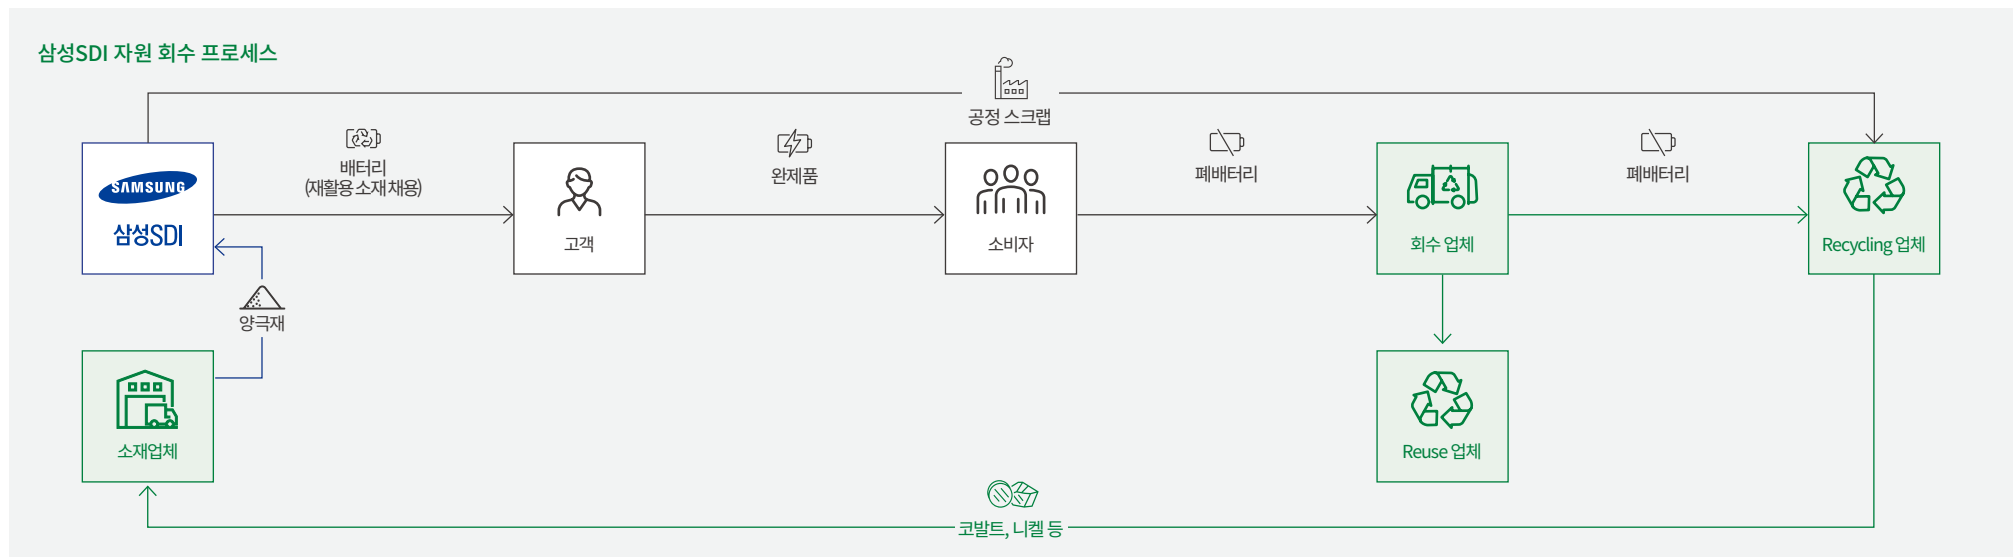 삼성SDI 자원 회수 프로세스
공정 스크랩
배터리
(재활용 소재 채용)
완제품
폐배터리
폐배터리
SAMSUNG
삼성SDI
고객
소비자
회수 업체
Recycling 업체
양극재
소재업체
Reuse 업체
코발트, 니켈 등